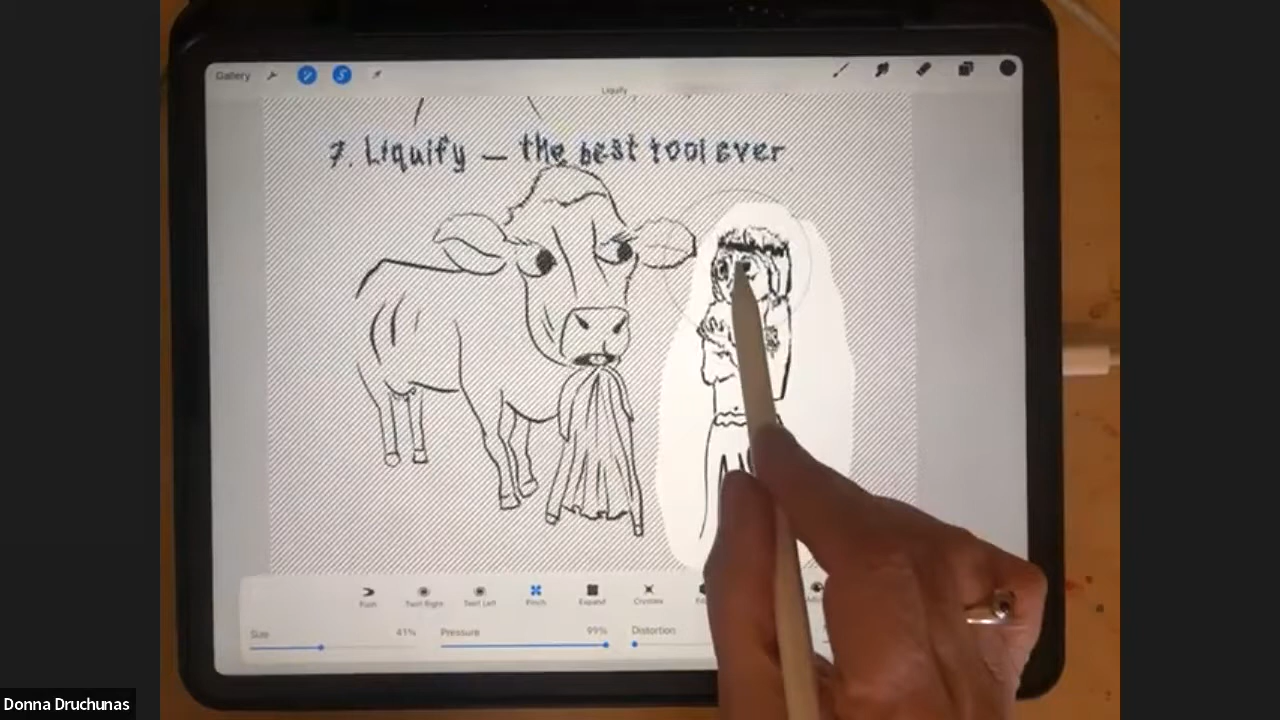 Gallery
Liquify
7. Liquify – the best tool ever
Push
Twirl Right
Twirl Left
Pinch
Expand
Crystals
Size
41%
Pressure
99%
Distortion
Donna Druchunas